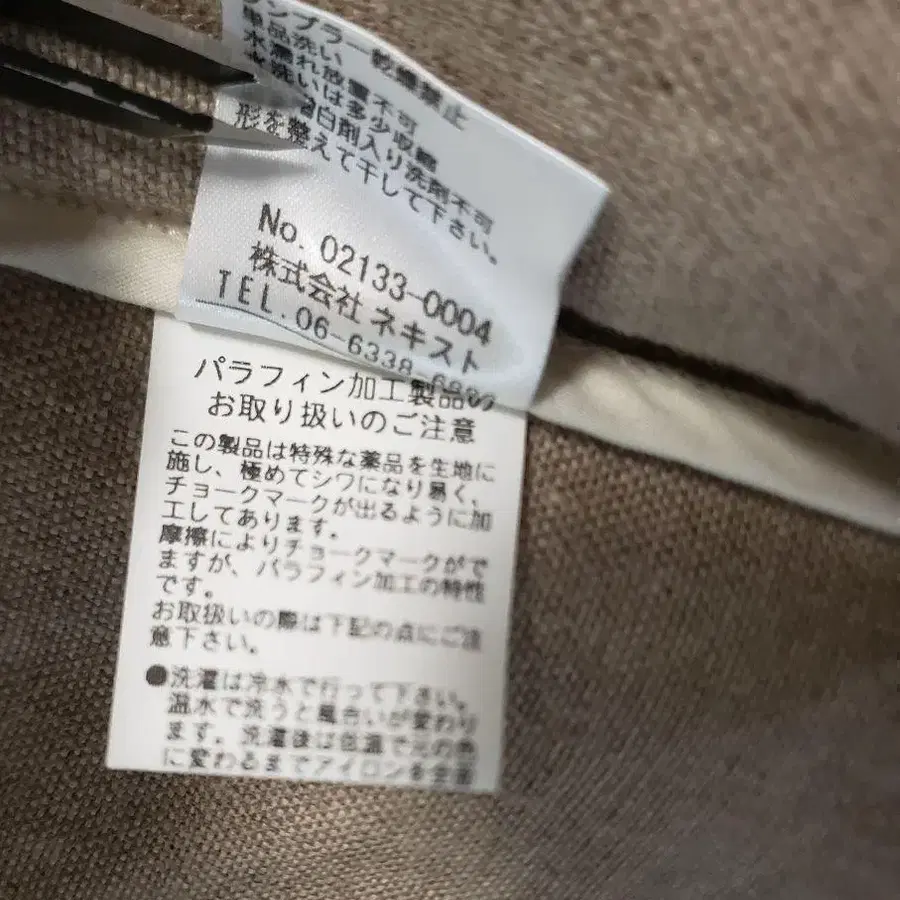 ンブラー乾燥禁止
単品洗い
水濡れ放置不可
水洗いは多少収縮
白剤入り洗剤不可
形を整えて干して下さい。
No. 02133-0004
株式会社 ネキスト
TEL.06-6338-
パラフィン加工製品の
お取り扱いのご注意
この製品は特殊な薬品を生地に
施し、極めてシワになり易く、
チョークマークが出るように加
工してあります。
摩擦によりチョークマークがで
ますが、パラフィン加工の特性
です。
お取扱いの際は下記の点にご注
意下さい。
●洗濯は冷水で行って下さい。
温水で洗うと風合いが変わり
ます。洗濯後は低温で元の色
に変わるまでアイロンを全面